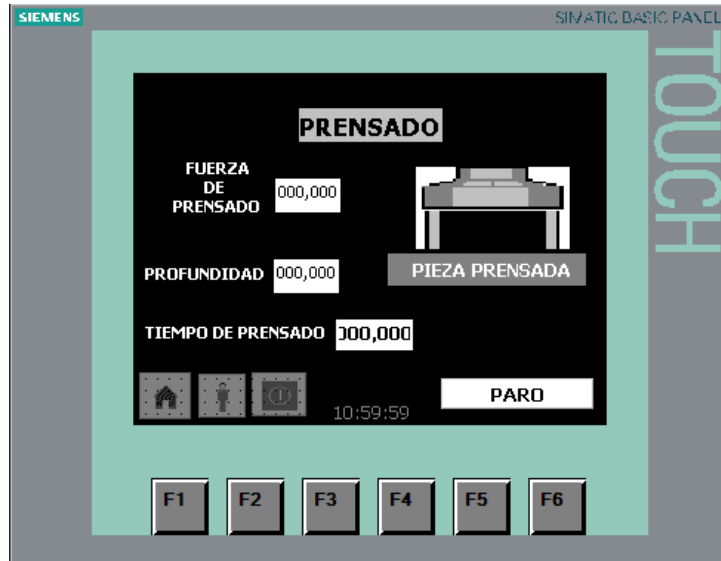 SIEMENS
SIMATIC BASIC PANEL
TOUCH
PRENSADO
FUERZA
DE
PRENSADO
000,000
PROFUNDIDAD
000,000
PIEZA PRENSADA
TIEMPO DE PRENSADO
000,000
10:59:59
PARO
F1
F2
F3
F4
F5
F6